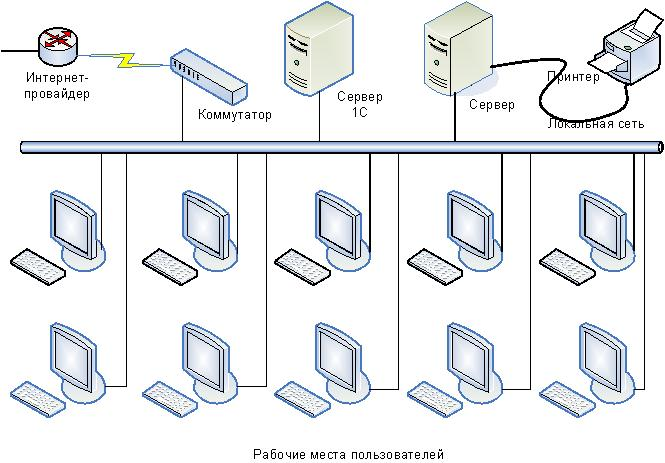 Интернет-
провайдер
Коммутатор
Сервер
1С
Сервер
Принтер
Локальная сеть
Рабочие места пользователей